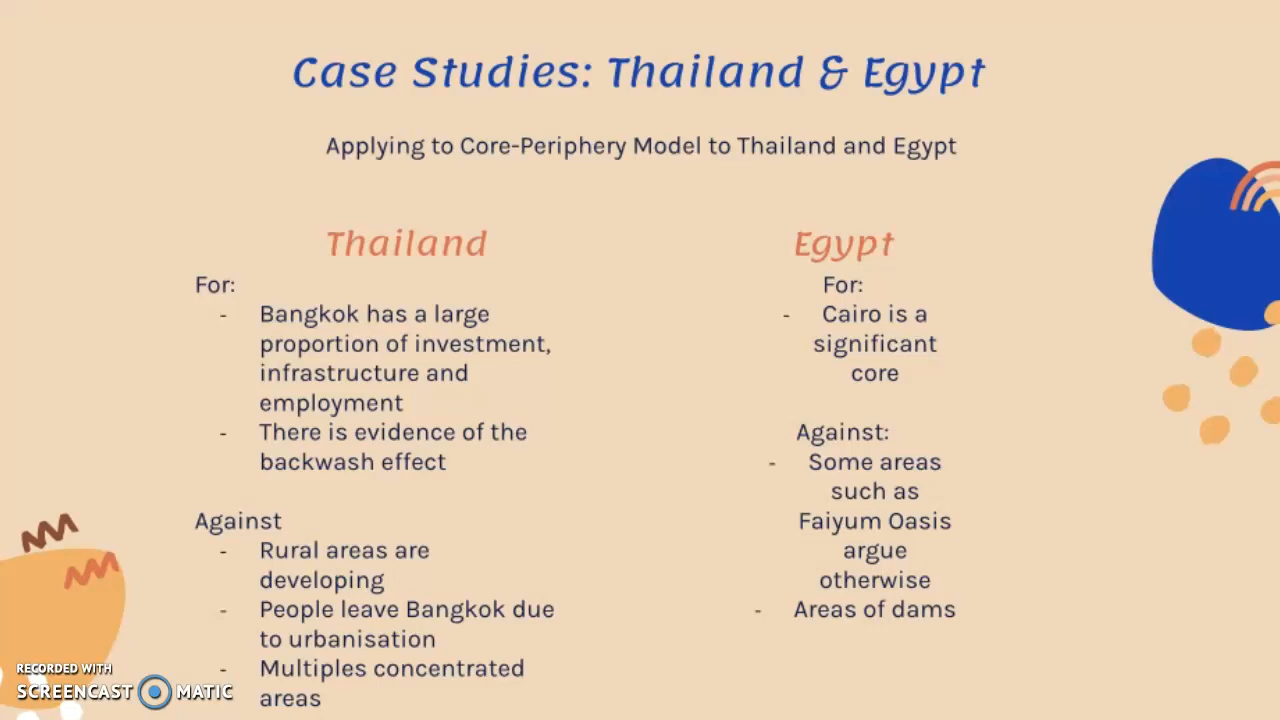 Case Studies: Thailand & Egypt
Applying to Core-Periphery Model to Thailand and Egypt
Thailand
For:
- Bangkok has a large
proportion of investment,
infrastructure and
employment
- There is evidence of the
backwash effect
Against
- Rural areas are
developing
- People leave Bangkok due
to urbanisation
- Multiples concentrated
areas
Egypt
For:
- Cairo is a
significant
core
Against:
- Some areas
such as
Faiyum Oasis
argue
otherwise
- Areas of dams
RECORDED WITH
SCREENCAST MATIC